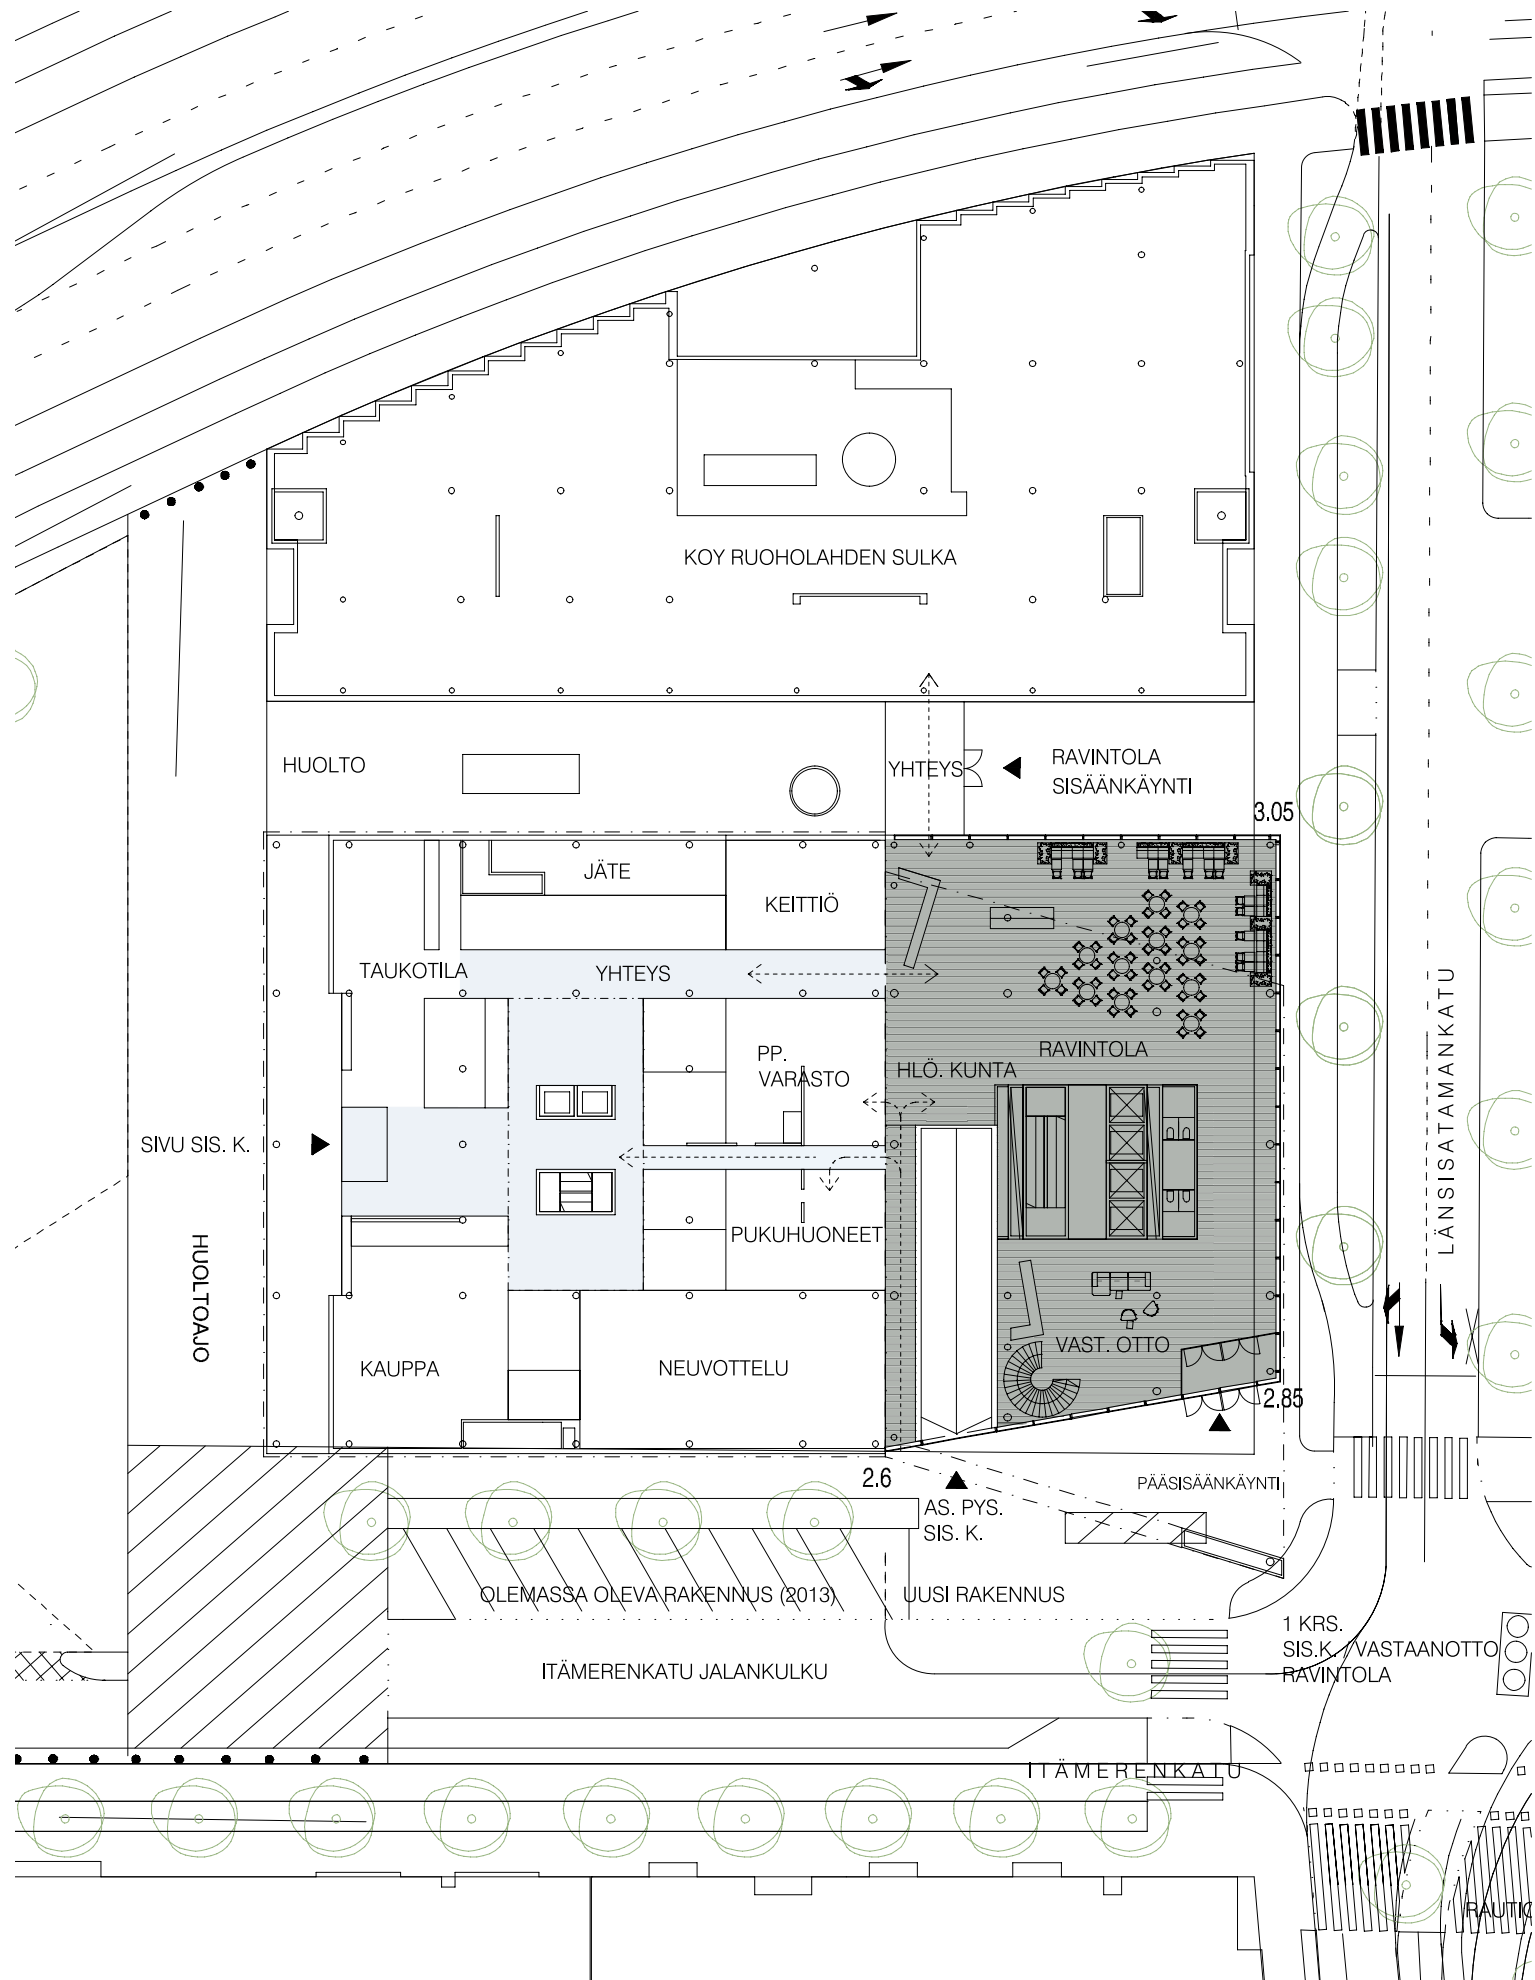 KOY RUOHOLAHDEN SULKA
HUOLTO
YHTEYS
RAVINTOLA
SISÄÄNKÄYNTI
3.05
JÄTE
KEITTIÖ
TAUKOTILA
YHTEYS
RAVINTOLA
PP.
VARASTO
HLÖ. KUNTA
SIVU SIS. K.
LÄNSISATAMANKATU
PUKUHUONEET
HUOLTOAJO
KAUPPA
NEUVOTTELU
VAST. OTTO
2.85
2.6
PÄÄSISÄÄNKÄYNTI
AS. PYS.
SIS. K.
OLEMASSA OLEVA RAKENNUS (2013)
UUSI RAKENNUS
1 KRS.
SIS.K. / VASTAANOTTO
RAVINTOLA
ITÄMERENKATU JALANKULKU
ITÄMERENKATU